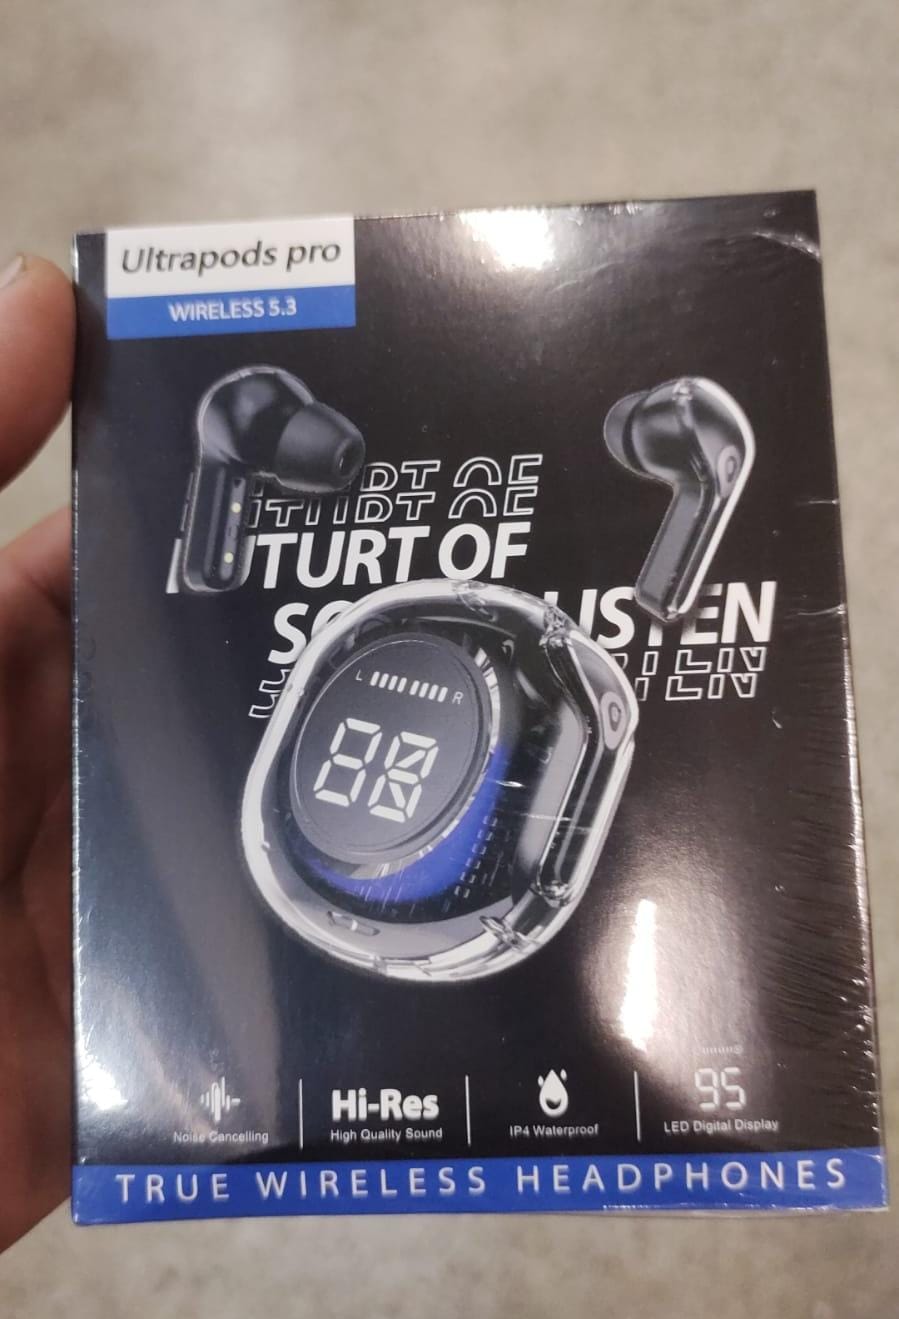 Ultrapods pro
WIRELESS 5.3
TURT OF
LISTEN
L R
88
95
Noise Cancelling
Hi-Res
High Quality Sound
IP4 Waterproof
LED Digital Display
TRUE WIRELESS HEADPHONES